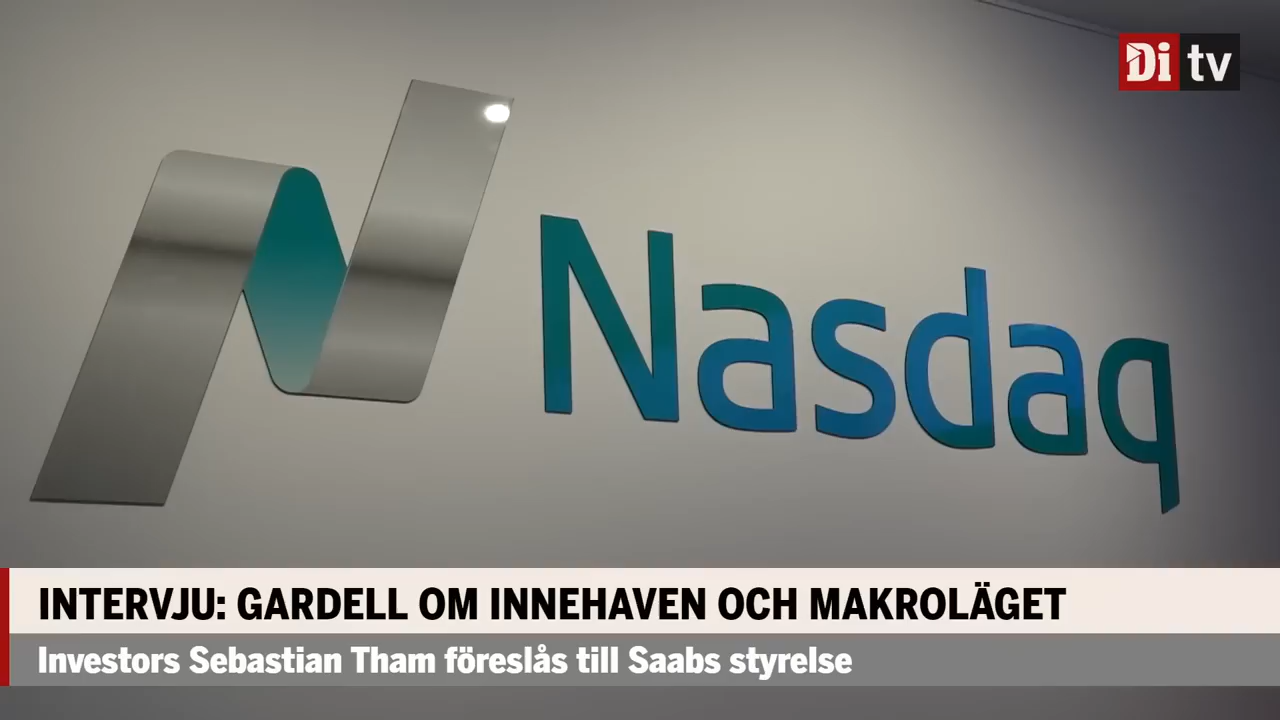 Di tv
Nasdaq
INTERVJU: GARDELL OM INNEHAVEN OCH MAKROLÄGET
Investors Sebastian Tham föreslås till Saabs styrelse